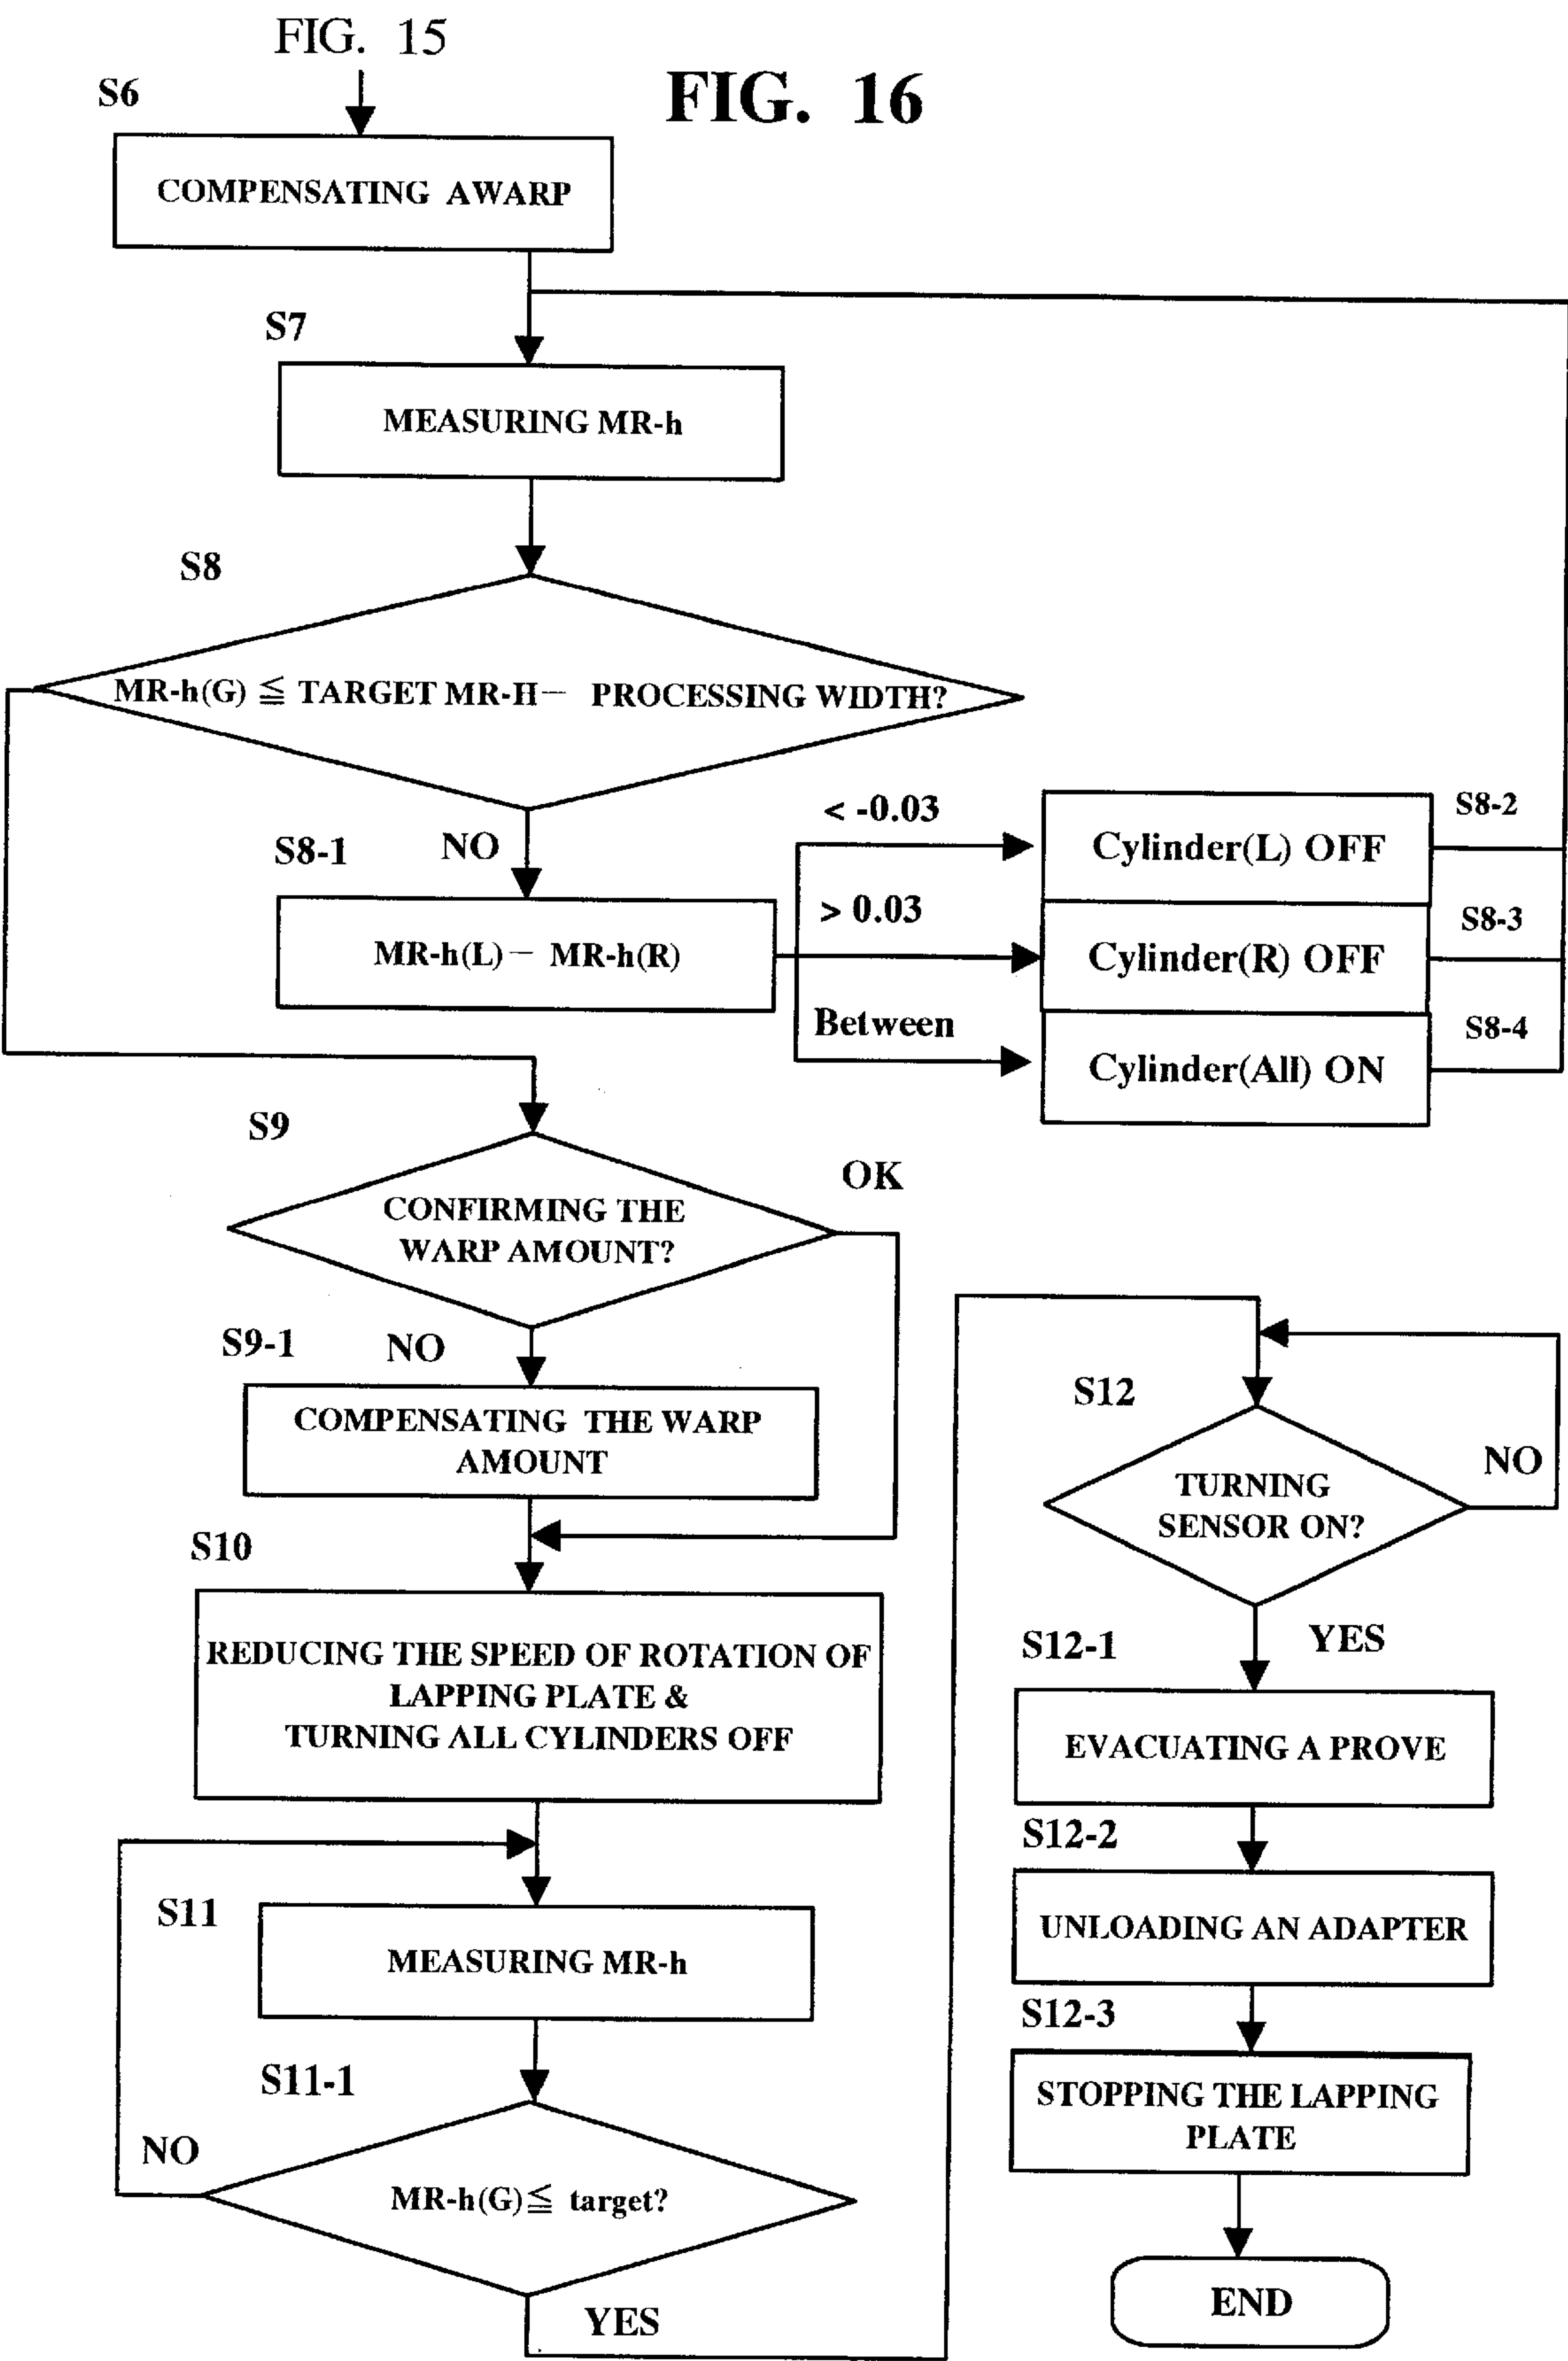 FIG. 15
FIG. 16
S6
COMPENSATING AWARP
S7
MEASURING MR-h
S8
MR-h(G) ≦ TARGET MR-H− PROCESSING WIDTH?
NO
S8-1
MR-h(L)− MR-h(R)
< -0.03
Cylinder(L) OFF
S8-2
> 0.03
Cylinder(R) OFF
S8-3
Between
Cylinder(All) ON
S8-4
S9
CONFIRMING THE
WARP AMOUNT?
OK
NO
S9-1
COMPENSATING THE WARP
AMOUNT
S10
REDUCING THE SPEED OF ROTATION OF
LAPPING PLATE &
TURNING ALL CYLINDERS OFF
S11
MEASURING MR-h
S11-1
NO
MR-h(G)≦ target?
YES
S12
TURNING
SENSOR ON?
NO
YES
S12-1
EVACUATING A PROVE
S12-2
UNLOADING AN ADAPTER
S12-3
STOPPING THE LAPPING
PLATE
END